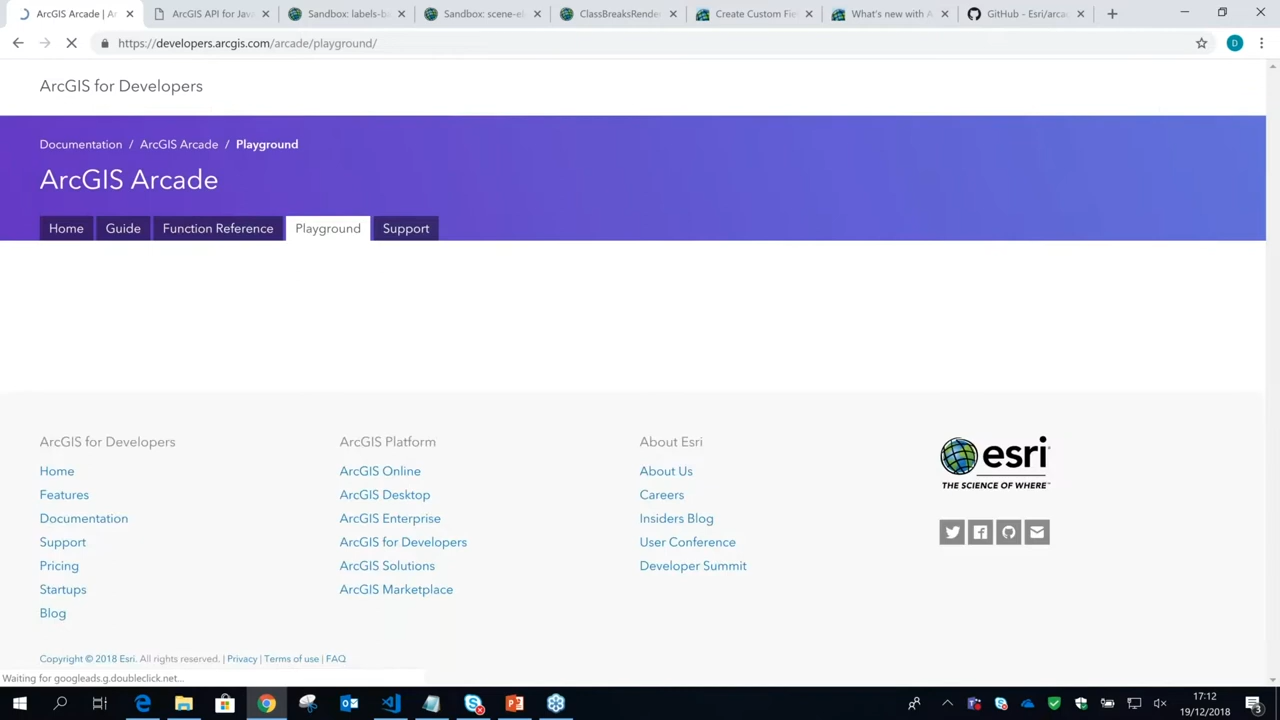 ArcGIS Arcade | Ar
ArcGIS API for Java
Sandbox: labels-ba
Sandbox: scene-el
ClassBreaksRende
Create Custom Fie
What's new with A
GitHub - Esri/arca
https://developers.arcgis.com/arcade/playground/
D
ArcGIS for Developers
Documentation / ArcGIS Arcade / Playground
ArcGIS Arcade
Home Guide Function Reference Playground Support
ArcGIS for Developers
Home
Features
Documentation
Support
Pricing
Startups
Blog
ArcGIS Platform
ArcGIS Online
ArcGIS Desktop
ArcGIS Enterprise
ArcGIS for Developers
ArcGIS Solutions
ArcGIS Marketplace
About Esri
About Us
Careers
Insiders Blog
User Conference
Developer Summit
esri
THE SCIENCE OF WHERE™
Copyright © 2018 Esri. All rights reserved. | Privacy | Terms of use | FAQ
Waiting for googleads.g.doubleclick.net...
17:12
19/12/2018
3